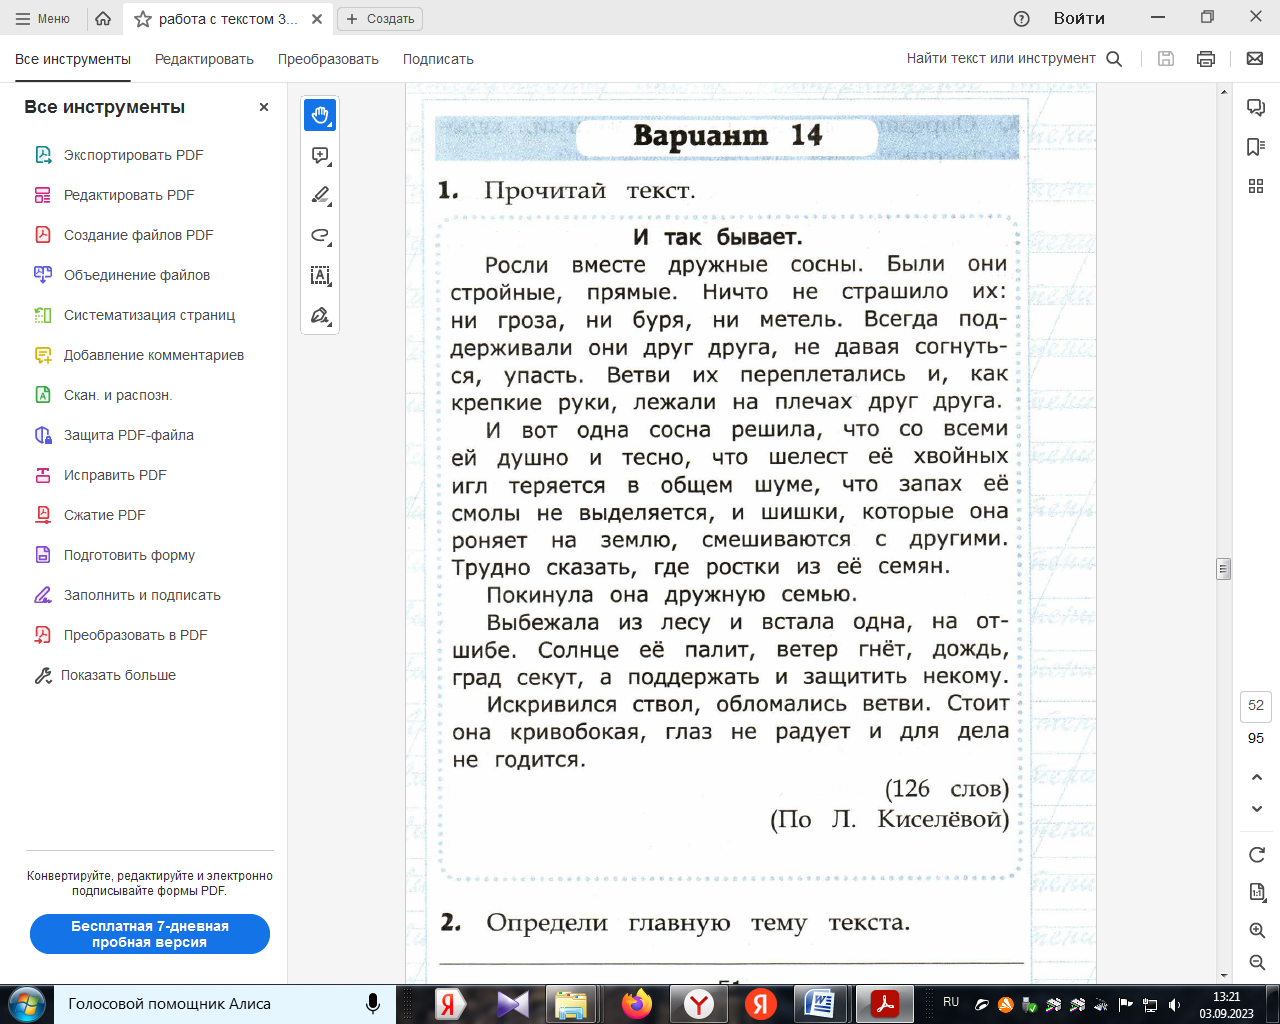 Меню
работа с текстом 3...
Создать
Войти
Все инструменты
Редактировать
Преобразовать
Подписать
Найти текст или инструмент
Все инструменты
Экспортировать PDF
Редактировать PDF
Создание файлов PDF
Объединение файлов
Систематизация страниц
Добавление комментариев
Скан. и распозн.
Защита PDF-файла
Исправить PDF
Сжатие PDF
Подготовить форму
Заполнить и подписать
Преобразовать в PDF
Показать больше
Конвертируйте, редактируйте и электронно
подписывайте формы PDF.
Бесплатная 7-дневная
пробная версия
Вариант 14
1. Прочитай текст.
И так бывает.
Росли вместе дружные сосны. Были они
стройные, прямые. Ничто не страшило их:
ни гроза, ни буря, ни метель. Всегда под-
держивали они друг друга, не давая согнуть-
ся, упасть. Ветви их переплетались и, как
крепкие руки, лежали на плечах друг друга.
И вот одна сосна решила, что со всеми
ей душно и тесно, что шелест её хвойных
игл теряется в общем шуме, что запах её
смолы не выделяется, и шишки, которые она
роняет на землю, смешиваются с другими.
Трудно сказать, где ростки из её семян.
Покинула она дружную семью.
Выбежала из лесу и встала одна, на от-
шибе. Солнце её палит, ветер гнёт, дождь,
град секут, а поддержать и защитить некому.
Искривился ствол, обломались ветви. Стоит
она кривобокая, глаз не радует и для дела
не годится.
(126 слов)
(По Л. Киселёвой)
2. Определи главную тему текста.
52
95
1:1
Голосовой помощник Алиса
RU
13:21
03.09.2023